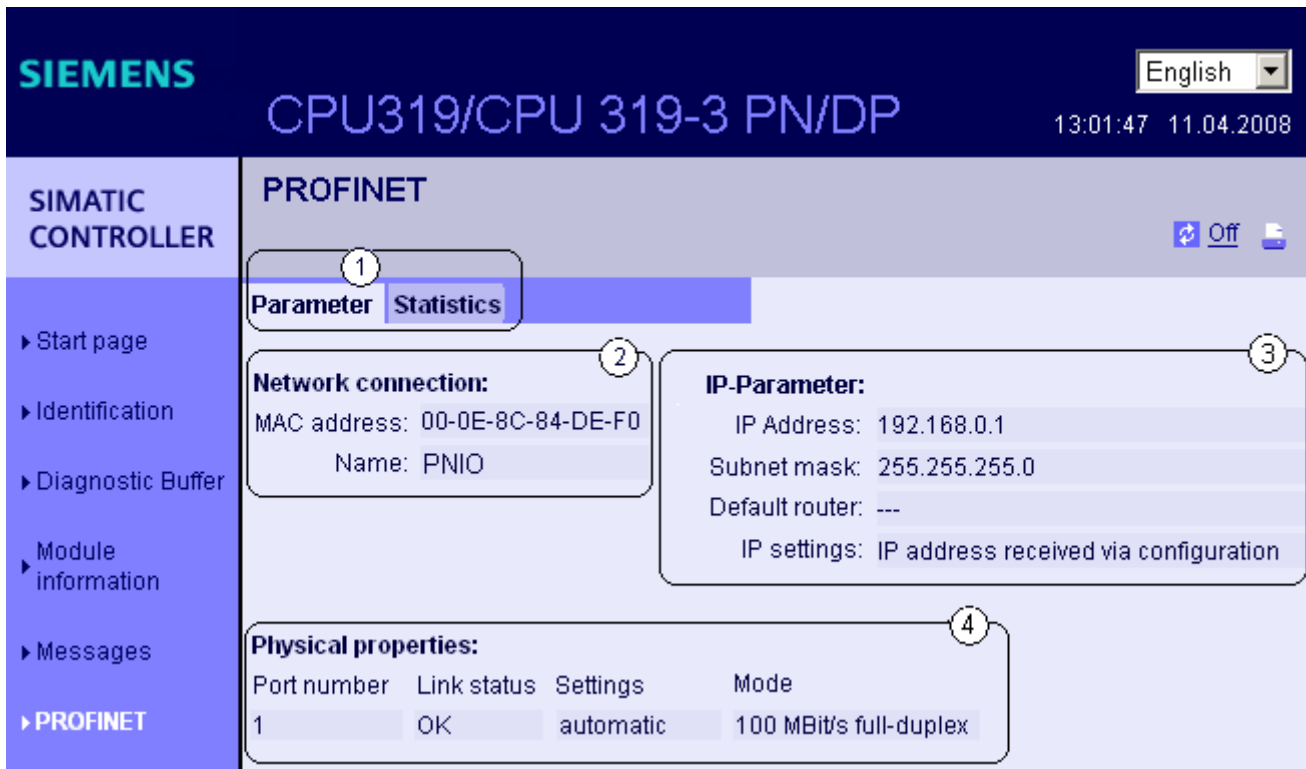 SIEMENS
English
CPU319/CPU 319-3 PN/DP
13:01:47 11.04.2008
SIMATIC
CONTROLLER
PROFINET
Off
1
Parameter Statistics
Start page
Identification
Diagnostic Buffer
Module
information
Messages
PROFINET
2
Network connection:
MAC address: 00-0E-8C-84-DE-F0
Name: PNIO
3
IP-Parameter:
IP Address: 192.168.0.1
Subnet mask: 255.255.255.0
Default router: ---
IP settings: IP address received via configuration
4
Physical properties:
Port number Link status Settings Mode
1 OK automatic 100 MBit/s full-duplex